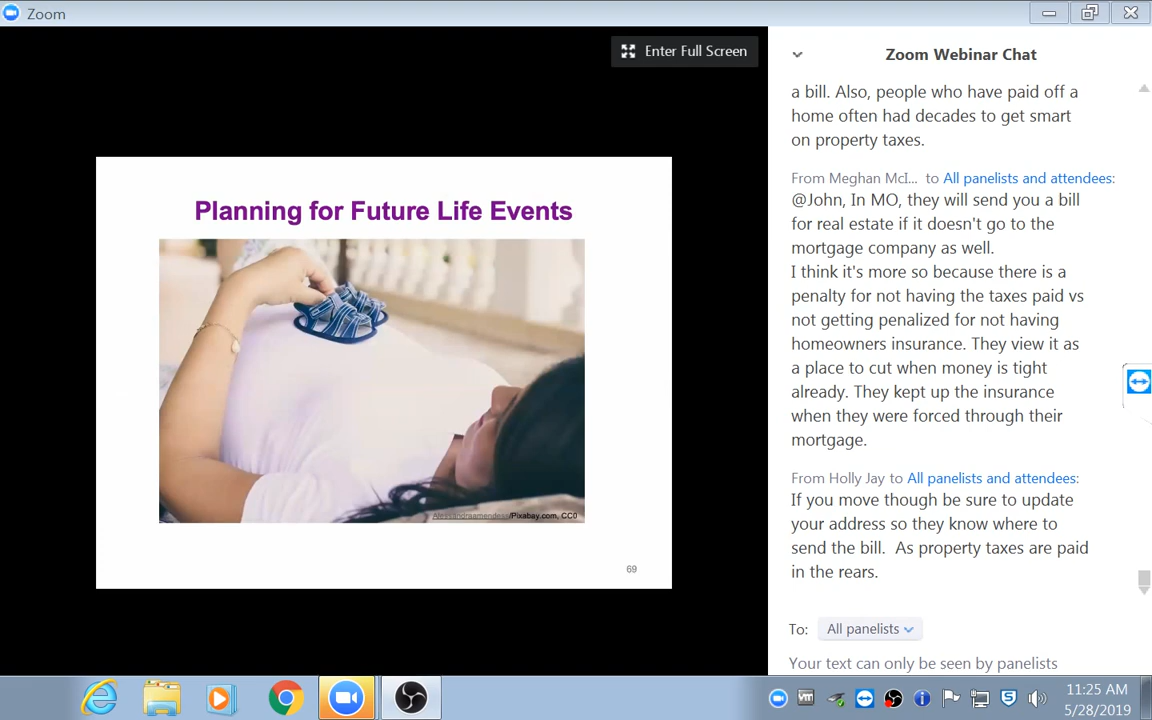 Zoom
Enter Full Screen
Planning for Future Life Events
Alessandraamendess/Pixabay.com, CC0
69
Zoom Webinar Chat
a bill. Also, people who have paid off a
home often had decades to get smart
on property taxes.
From Meghan McI... to All panelists and attendees:
@John, In MO, they will send you a bill
for real estate if it doesn't go to the
mortgage company as well.
I think it's more so because there is a
penalty for not having the taxes paid vs
not getting penalized for not having
homeowners insurance. They view it as
a place to cut when money is tight
already. They kept up the insurance
when they were forced through their
mortgage.
From Holly Jay to All panelists and attendees:
If you move though be sure to update
your address so they know where to
send the bill.  As property taxes are paid
in the rears.
To: All panelists
Your text can only be seen by panelists
11:25 AM
5/28/2019